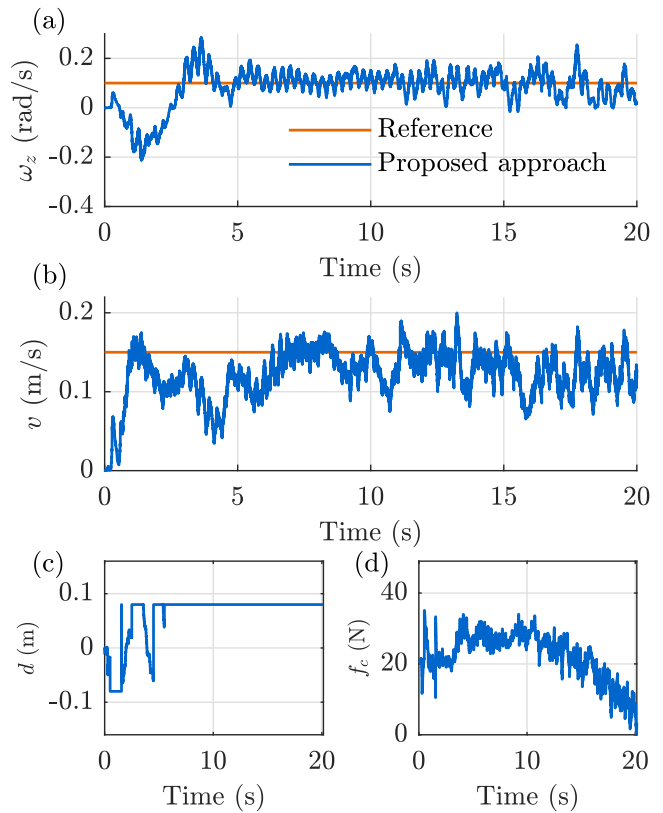 (a)
0.2
0
-0.2
-0.4
ω_z (rad/s)
Reference
Proposed approach
0 5 10 15 20
Time (s)
(b)
0.2
0.1
0
v (m/s)
0 5 10 15 20
Time (s)
(c)
0.1
0
-0.1
d (m)
0 10 20
Time (s)
(d)
40
20
0
f_c (N)
0 10 20
Time (s)